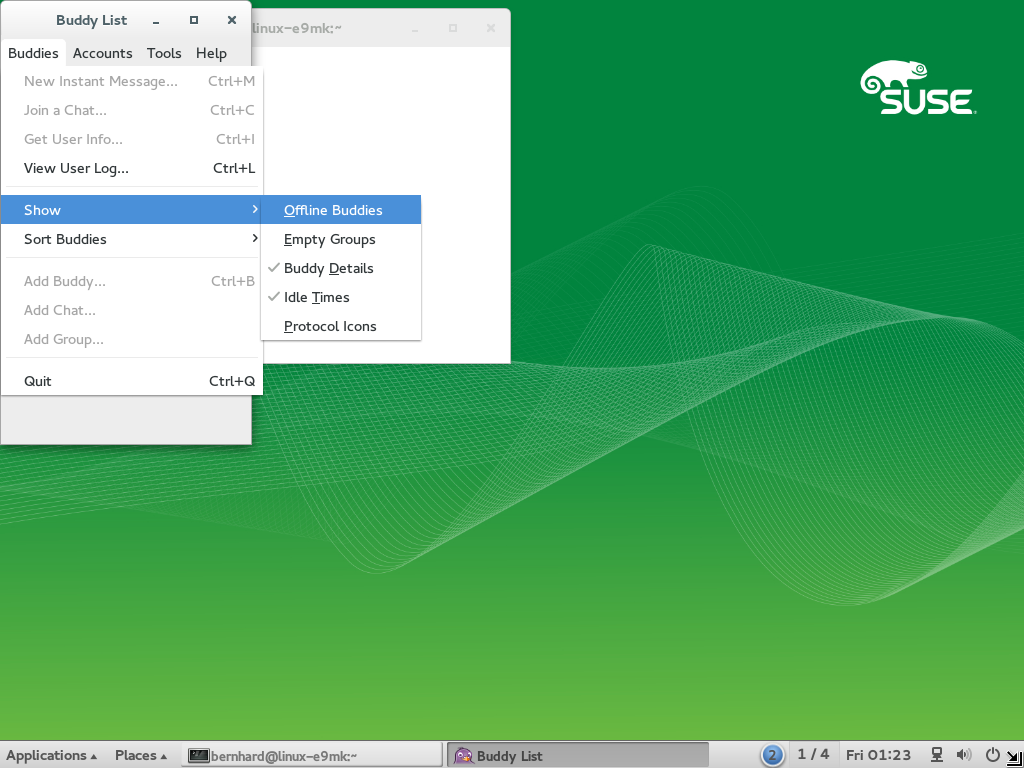 Buddy List
linux-e9mk:~
Buddies Accounts Tools Help
New Instant Message... Ctrl+M
Join a Chat... Ctrl+C
Get User Info... Ctrl+I
View User Log... Ctrl+L
Show
Offline Buddies
Sort Buddies
Empty Groups
Buddy Details
Add Buddy... Ctrl+B
Idle Times
Add Chat...
Protocol Icons
Add Group...
Quit Ctrl+Q
SUSE
Applications Places bernhard@linux-e9mk:~ Buddy List 2 1 / 4 Fri 01:23